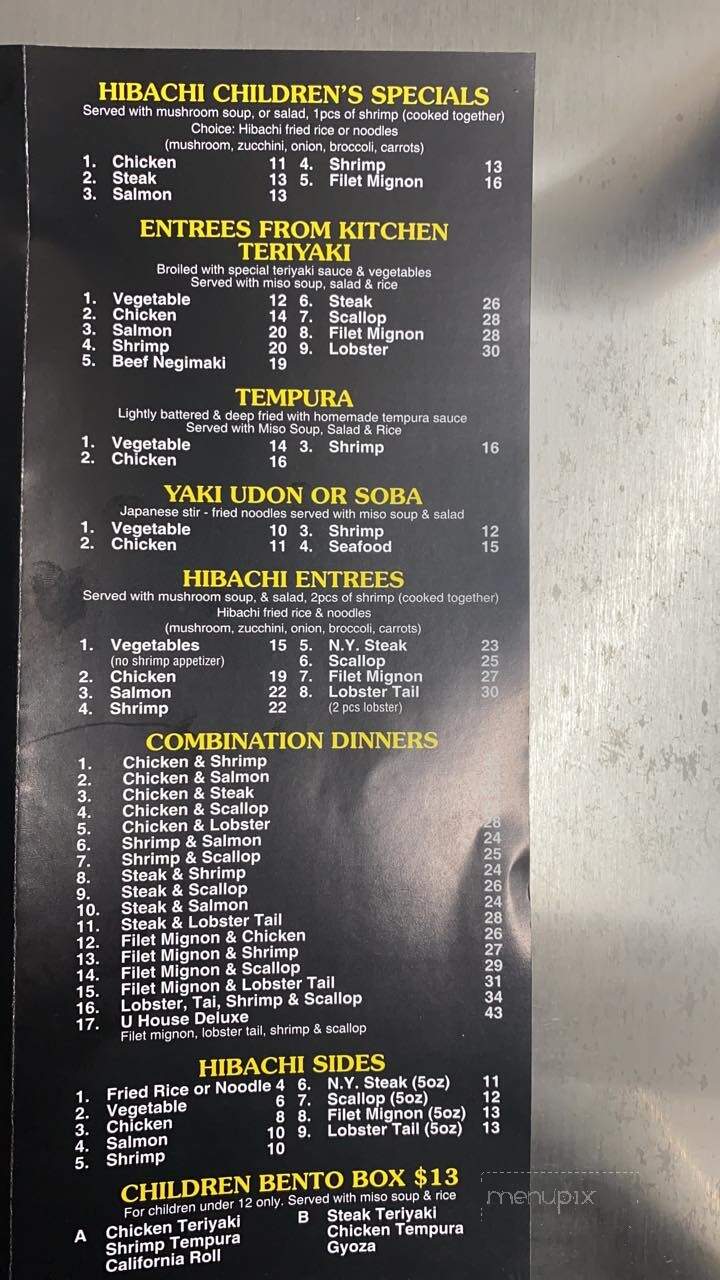 HIBACHI CHILDREN'S SPECIALS
Served with mushroom soup, or salad, 1pcs of shrimp (cooked together)
Choice: Hibachi fried rice or noodles
(mushroom, zucchini, onion, broccoli, carrots)
1. Chicken 11 4. Shrimp 13
2. Steak 13 5. Filet Mignon 16
3. Salmon 13
ENTREES FROM KITCHEN
TERIYAKI
Broiled with special teriyaki sauce & vegetables
Served with miso soup, salad & rice
1. Vegetable 12 6. Steak 26
2. Chicken 14 7. Scallop 28
3. Salmon 20 8. Filet Mignon 28
4. Shrimp 20 9. Lobster 30
5. Beef Negimaki 19
TEMPURA
Lightly battered & deep fried with homemade tempura sauce
Served with Miso Soup, Salad & Rice
1. Vegetable 14 3. Shrimp 16
2. Chicken 16
YAKI UDON OR SOBA
Japanese stir - fried noodles served with miso soup & salad
1. Vegetable 10 3. Shrimp 12
2. Chicken 11 4. Seafood 15
HIBACHI ENTREES
Served with mushroom soup, & salad, 2pcs of shrimp (cooked together)
Hibachi fried rice & noodles
(mushroom, zucchini, onion, broccoli, carrots)
1. Vegetables 15 5. N.Y. Steak 23
(no shrimp appetizer) 6. Scallop 25
2. Chicken 19 7. Filet Mignon 27
3. Salmon 22 8. Lobster Tail 30
4. Shrimp 22 (2 pcs lobster)
COMBINATION DINNERS
1. Chicken & Shrimp
2. Chicken & Salmon
3. Chicken & Steak
4. Chicken & Scallop
5. Chicken & Lobster 28
6. Shrimp & Salmon 24
7. Shrimp & Scallop 25
8. Steak & Shrimp 24
9. Steak & Scallop 26
10. Steak & Salmon 24
11. Steak & Lobster Tail 28
12. Filet Mignon & Chicken 26
13. Filet Mignon & Shrimp 27
14. Filet Mignon & Scallop 29
15. Filet Mignon & Lobster Tail 31
16. Lobster, Tai, Shrimp & Scallop 34
17. U House Deluxe 43
Filet mignon, lobster tail, shrimp & scallop
HIBACHI SIDES
1. Fried Rice or Noodle 4 6. N.Y. Steak (5oz) 11
2. Vegetable 6 7. Scallop (5oz) 12
3. Chicken 8 8. Filet Mignon (5oz) 13
4. Salmon 10 9. Lobster Tail (5oz) 13
5. Shrimp 10
CHILDREN BENTO BOX $13
For children under 12 only. Served with miso soup & rice
A Chicken Teriyaki B Steak Teriyaki
Shrimp Tempura Chicken Tempura
California Roll Gyoza
menupix